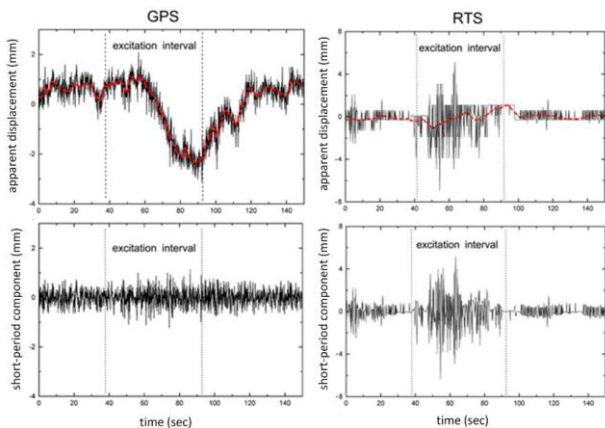 GPS
RTS
apparent displacement (mm)
excitation interval
2
0
-2
-4
0 20 40 60 80 100 120 140
apparent displacement (mm)
excitation interval
8
4
0
-4
-8
0 20 40 60 80 100 120 140
short-period component (mm)
excitation interval
2
0
-2
-4
0 20 40 60 80 100 120 140
time (sec)
short-period component (mm)
excitation interval
8
4
0
-4
-8
0 20 40 60 80 100 120 140
time (sec)